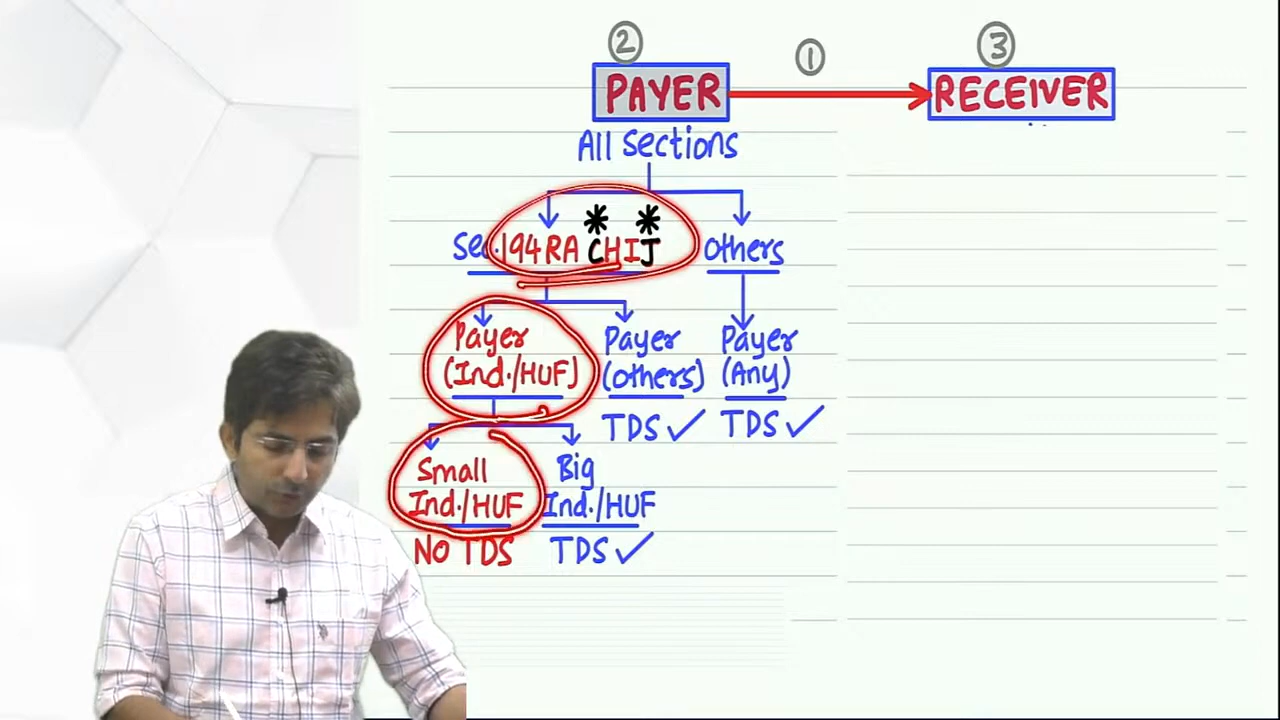 ② ① ③
PAYER RECEIVER
All Sections
* *
Sec. 194RA CHIJ Others
Payer Payer Payer
(Ind./HUF) (Others) (Any)
TDS ✓ TDS ✓
Small Big
Ind./HUF Ind./HUF
NO TDS TDS ✓